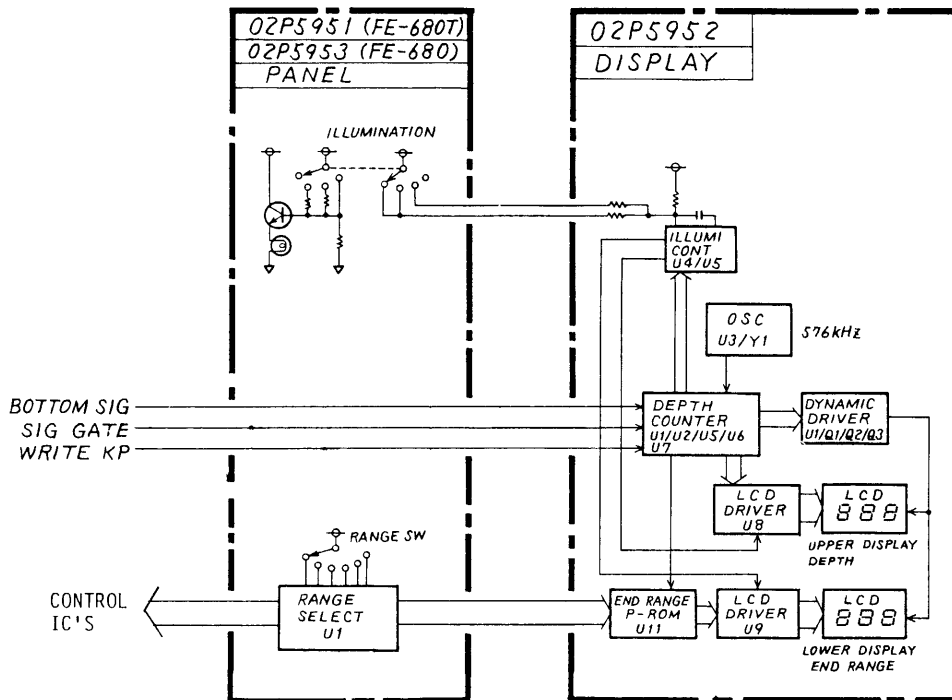 02P5951 (FE-680T)
02P5953 (FE-680)
PANEL
02P5952
DISPLAY
ILLUMINATION
ILLUMI
CONT
U4/U5
OSC
U3/Y1
576kHz
BOTTOM SIG
SIG GATE
WRITE KP
DEPTH
COUNTER
U1/U2/U5/U6
U7
DYNAMIC
DRIVER
U1/Q1/Q2/Q3
LCD
DRIVER
U8
LCD
888
UPPER DISPLAY
DEPTH
RANGE SW
CONTROL
IC'S
RANGE
SELECT
U1
END RANGE
P-ROM
U11
LCD
DRIVER
U9
LCD
888
LOWER DISPLAY
END RANGE